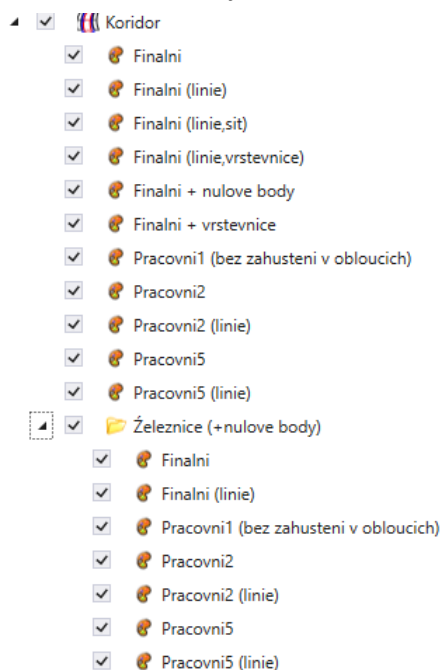 Koridor
Finalni
Finalni (linie)
Finalni (linie,sit)
Finalni (linie,vrstevnice)
Finalni + nulove body
Finalni + vrstevnice
Pracovni1 (bez zahusteni v obloucich)
Pracovni2
Pracovni2 (linie)
Pracovni5
Pracovni5 (linie)
Źeleznice (+nulove body)
Finalni
Finalni (linie)
Pracovni1 (bez zahusteni v obloucich)
Pracovni2
Pracovni2 (linie)
Pracovni5
Pracovni5 (linie)